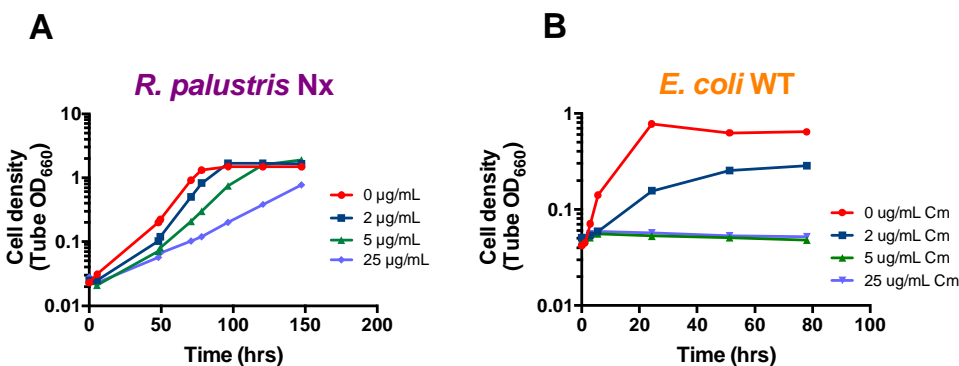 A
R. palustris Nx
Cell density
(Tube OD660)
10
1
0.1
0.01
0
50
100
150
200
Time (hrs)
0 µg/mL
2 µg/mL
5 µg/mL
25 µg/mL
B
E. coli WT
Cell density
(Tube OD660)
1
0.1
0.01
0
20
40
60
80
100
Time (hrs)
0 ug/mL Cm
2 ug/mL Cm
5 ug/mL Cm
25 ug/mL Cm